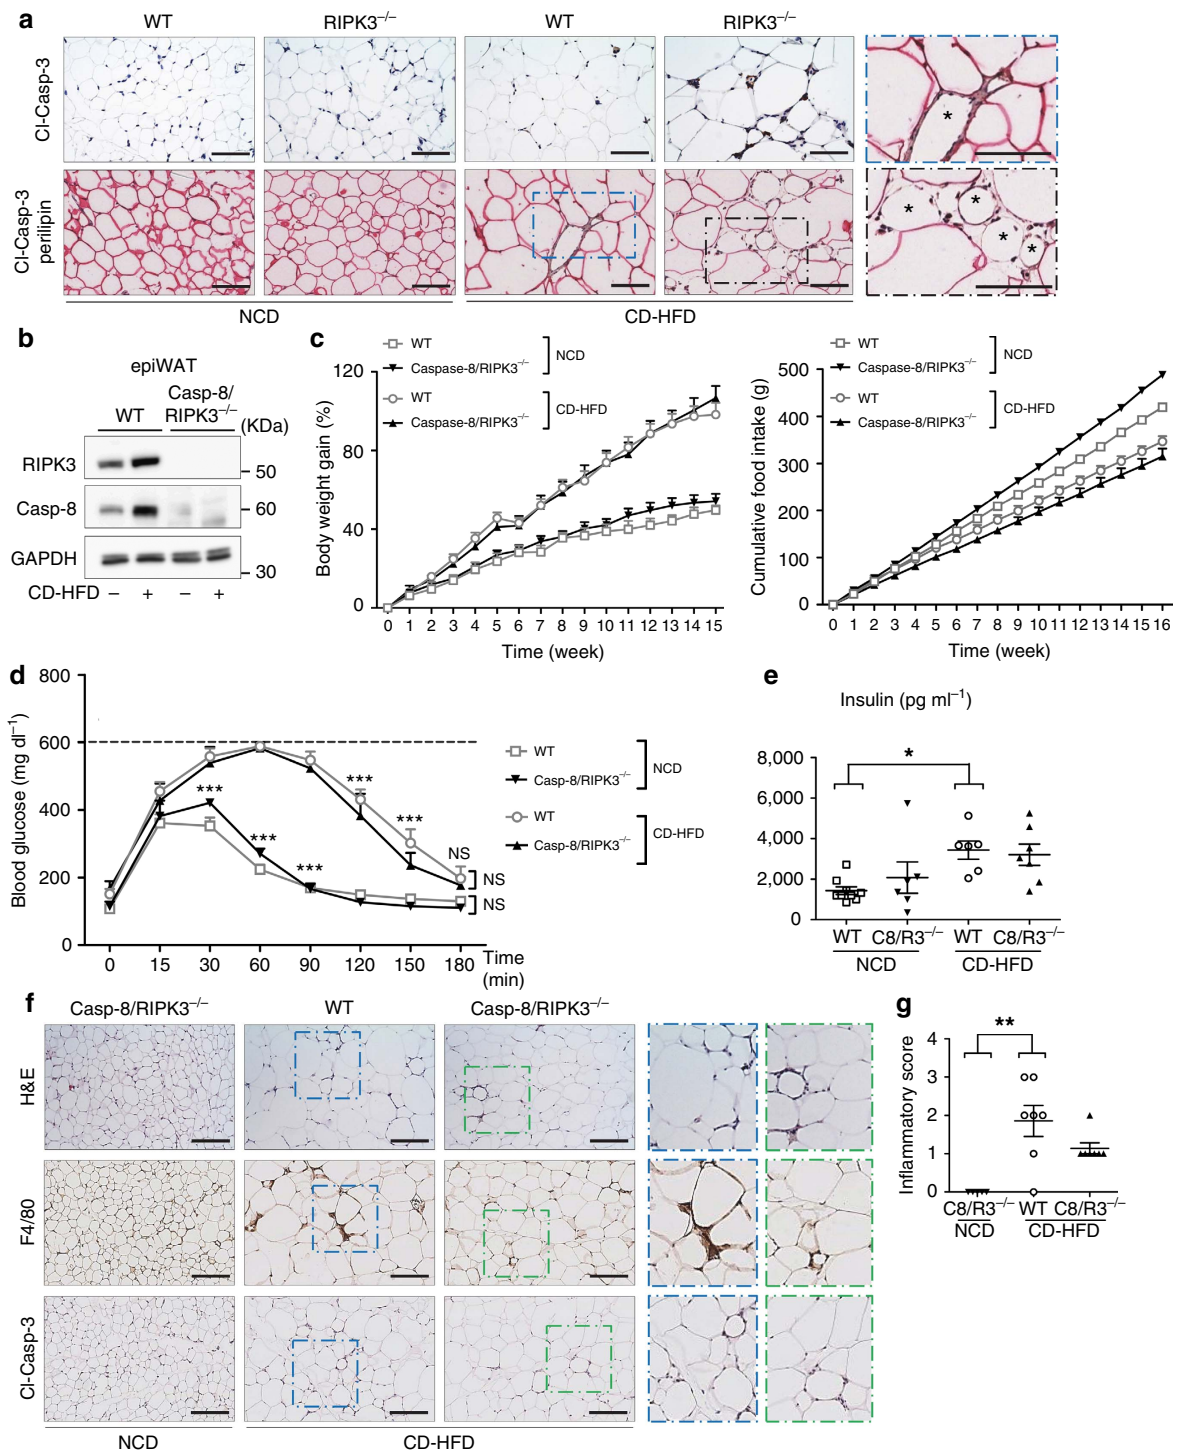 a
WT
RIPK3–/–
WT
RIPK3–/–
Cl-Casp-3
*
Cl-Casp-3
perilipin
* * * *
NCD
CD-HFD
b
epiWAT
WT
Casp-8/
RIPK3–/–
(KDa)
RIPK3
50
Casp-8
60
GAPDH
30
CD-HFD – + – +
c
WT
Caspase-8/RIPK3–/–
NCD
WT
Caspase-8/RIPK3–/–
CD-HFD
Body weight gain (%)
120
80
40
0
0 1 2 3 4 5 6 7 8 9 10 11 12 13 14 15
Time (week)
WT
Caspase-8/RIPK3–/–
NCD
WT
Caspase-8/RIPK3–/–
CD-HFD
Cumulative food intake (g)
500
400
300
200
100
0
0 1 2 3 4 5 6 7 8 9 10 11 12 13 14 15 16
Time (week)
d
Blood glucose (mg dl–1)
800
600
400
200
0
*** *** *** *** ***
NS
NS
NS
0 15 30 60 90 120 150 180
Time
(min)
WT
Casp-8/RIPK3–/–
NCD
WT
Casp-8/RIPK3–/–
CD-HFD
e
Insulin (pg ml–1)
8,000
6,000
4,000
2,000
0
*
WT C8/R3–/– WT C8/R3–/–
NCD CD-HFD
f
Casp-8/RIPK3–/–
WT
Casp-8/RIPK3–/–
H&E
F4/80
Cl-Casp-3
NCD
CD-HFD
g
Inflammatory score
4
3
2
1
0
**
C8/R3–/– WT C8/R3–/–
NCD CD-HFD